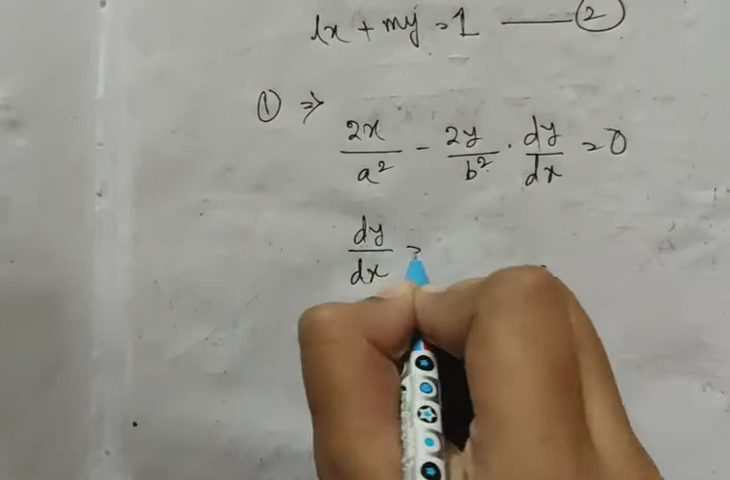 lx + my = 1 —— ②
① ⇒ 2x/a² - 2y/b² · dy/dx = 0
dy/dx =